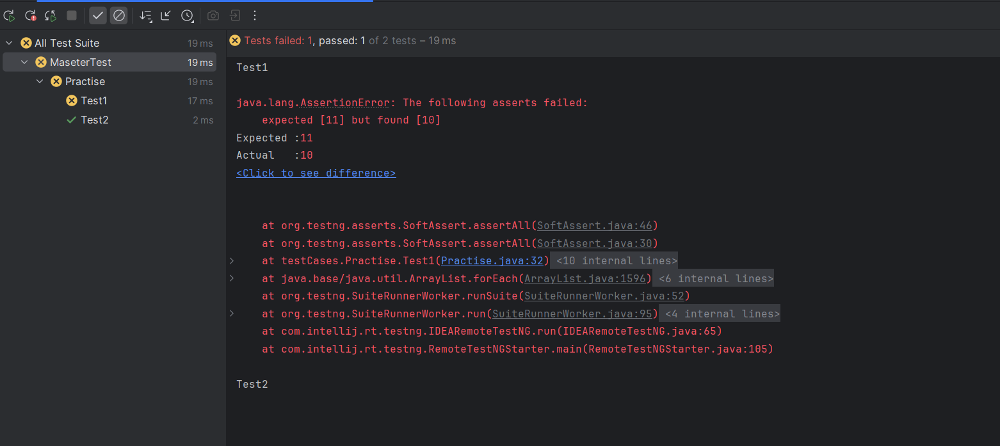 All Test Suite 19 ms
MaseterTest 19 ms
Practise 19 ms
Test1 17 ms
Test2 2 ms
Tests failed: 1, passed: 1 of 2 tests – 19 ms
Test1
java.lang.AssertionError: The following asserts failed:
expected [11] but found [10]
Expected :11
Actual   :10
<Click to see difference>
at org.testng.asserts.SoftAssert.assertAll(SoftAssert.java:46)
at org.testng.asserts.SoftAssert.assertAll(SoftAssert.java:30)
at testCases.Practise.Test1(Practise.java:32) <10 internal lines>
at java.base/java.util.ArrayList.forEach(ArrayList.java:1596) <6 internal lines>
at org.testng.SuiteRunnerWorker.runSuite(SuiteRunnerWorker.java:52)
at org.testng.SuiteRunnerWorker.run(SuiteRunnerWorker.java:95) <4 internal lines>
at com.intellij.rt.testng.IDEARemoteTestNG.run(IDEARemoteTestNG.java:65)
at com.intellij.rt.testng.RemoteTestNGStarter.main(RemoteTestNGStarter.java:105)
Test2